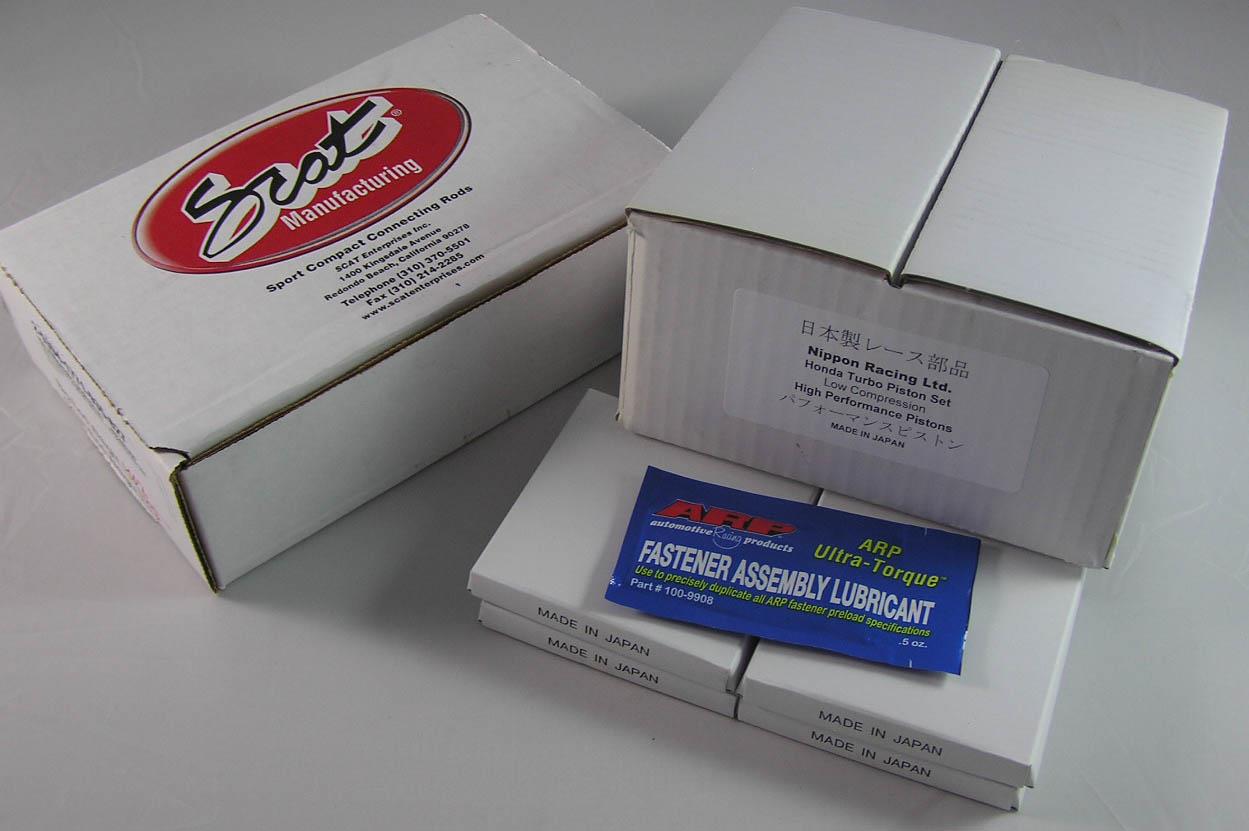 Scat®
Manufacturing
Sport Compact Connecting Rods
SCAT Enterprises Inc.
1400 Kingsdale Avenue
Redondo Beach, California 90278
Telephone (310) 370-5501
Fax (310) 214-2285
www.scatenterprises.com
日本製レース部品
Nippon Racing Ltd.
Honda Turbo Piston Set
Low Compression
High Performance Pistons
パフォーマンスピストン
MADE IN JAPAN
ARP
automotive Racing products
ARP
Ultra-Torque™
FASTENER ASSEMBLY LUBRICANT
Use to precisely duplicate all ARP fastener preload specifications
Part # 100-9908
.5 oz.
MADE IN JAPAN
MADE IN JAPAN
MADE IN JAPAN
MADE IN JAPAN